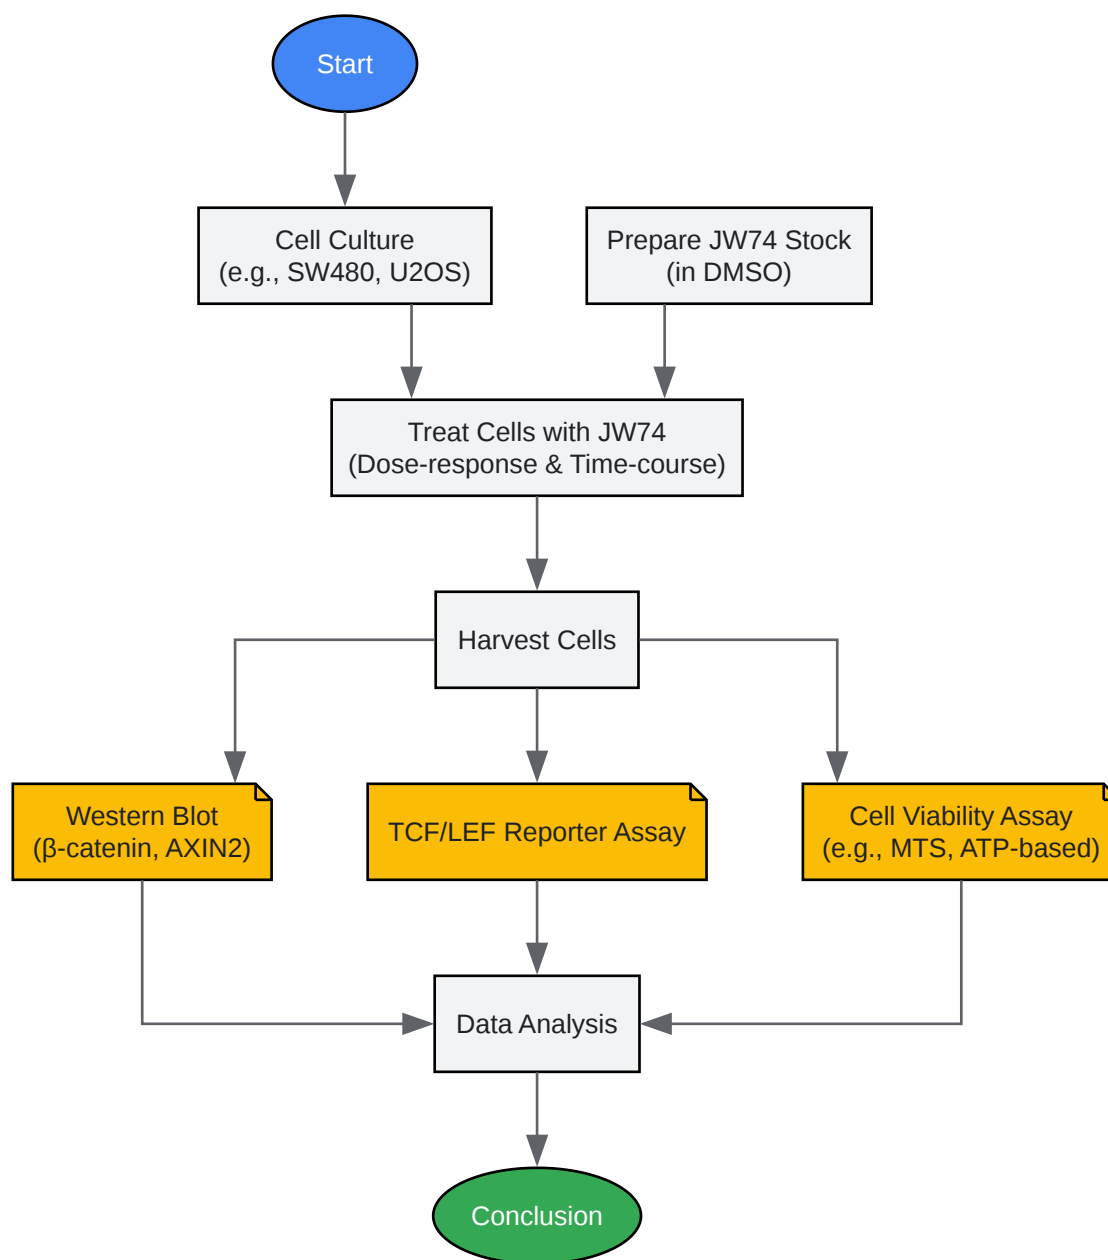 Start
Cell Culture
(e.g., SW480, U2OS)
Prepare JW74 Stock
(in DMSO)
Treat Cells with JW74
(Dose-response & Time-course)
Harvest Cells
Western Blot
(β-catenin, AXIN2)
TCF/LEF Reporter Assay
Cell Viability Assay
(e.g., MTS, ATP-based)
Data Analysis
Conclusion